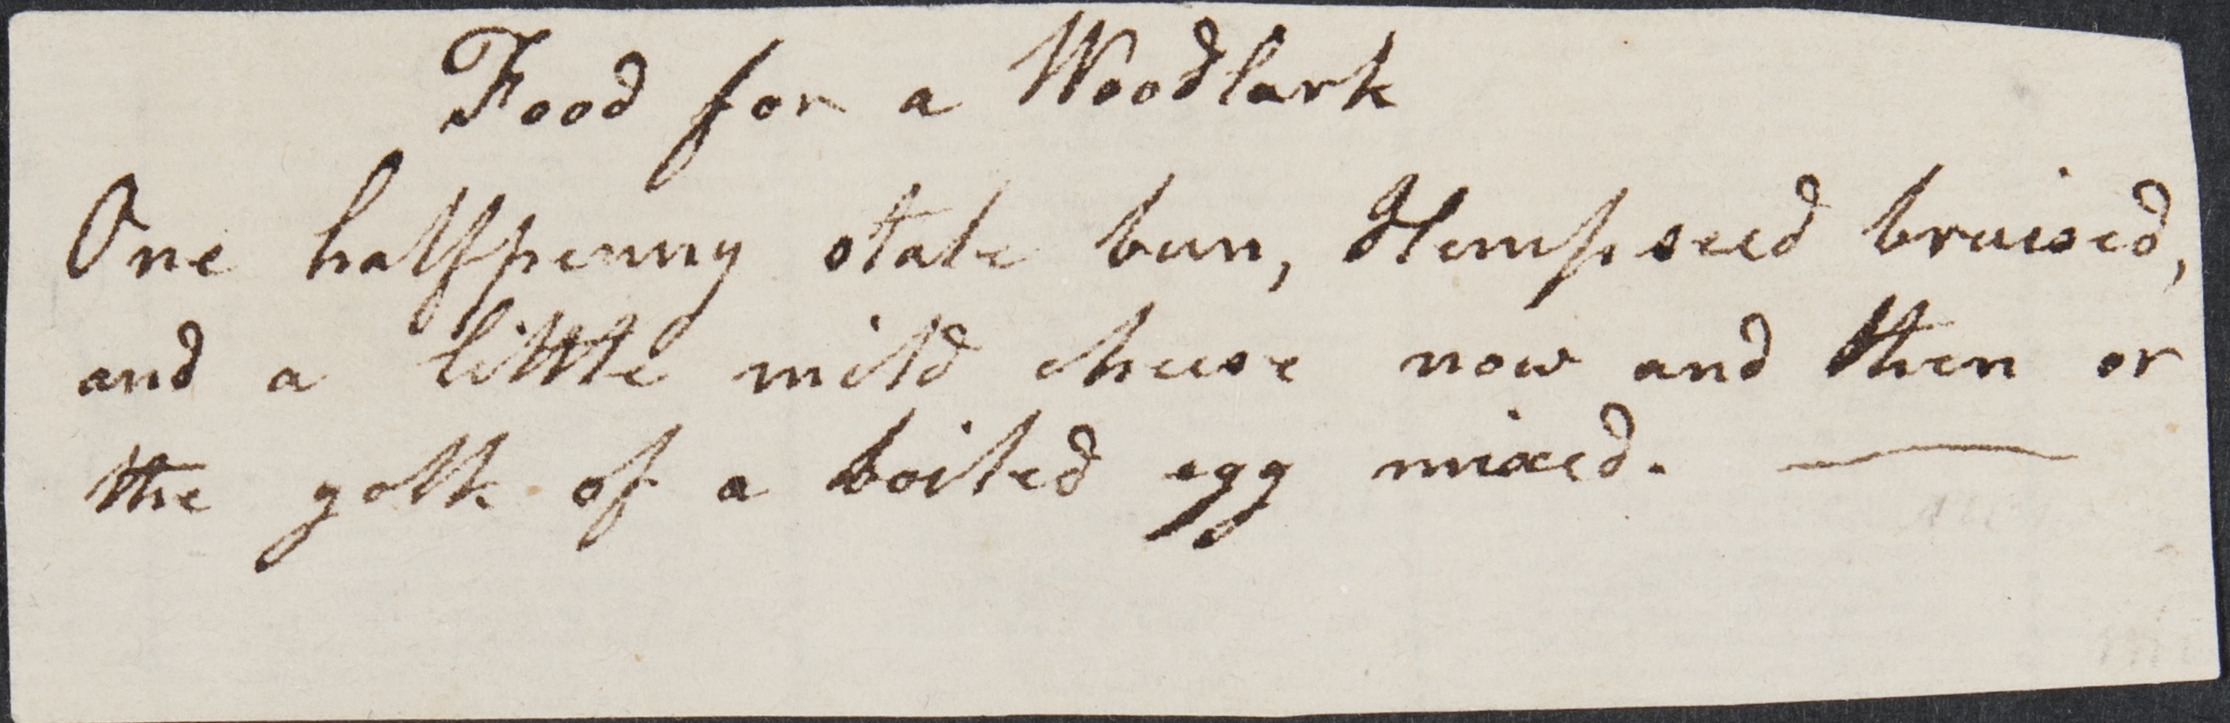 Food for a Woodlark
One halfpenny stale bun, Hempseed bruised,
and a little mild cheese now and then or
the yolk of a boiled egg mixed. —